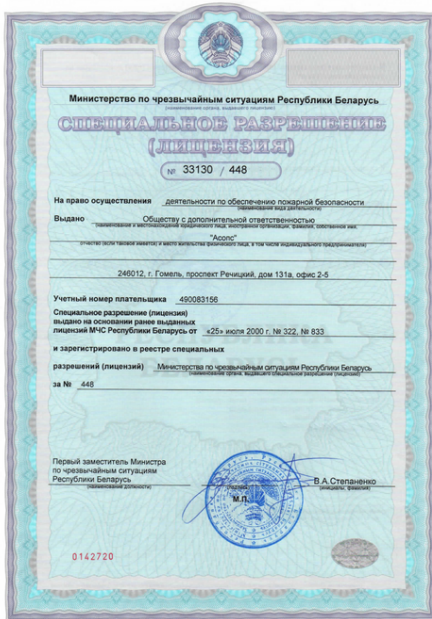 Министерство по чрезвычайным ситуациям Республики Беларусь
(наименование органа, выдавшего лицензию)
СПЕЦИАЛЬНОЕ РАЗРЕШЕНИЕ
(ЛИЦЕНЗИЯ)
№ 33130 / 448
На право осуществления деятельности по обеспечению пожарной безопасности
(наименование вида деятельности)
Выдано Обществу с дополнительной ответственностью
(наименование и местонахождение юридического лица, иностранной организации, фамилия, собственное имя,
"Асопс"
отчество (если таковое имеется) и место жительства физического лица, в том числе индивидуального предпринимателя)
246012, г. Гомель, проспект Речицкий, дом 131а, офис 2-5
Учетный номер плательщика 490083156
Специальное разрешение (лицензия)
выдано на основании ранее выданных
лицензий МЧС Республики Беларусь от «25» июля 2000 г. № 322, № 833
и зарегистрировано в реестре специальных
разрешений (лицензий) Министерства по чрезвычайным ситуациям Республики Беларусь
(наименование органа, выдавшего специальное разрешение (лицензию)
за № 448
Первый заместитель Министра
по чрезвычайным ситуациям
Республики Беларусь
(наименование должности)
М.П.
В.А.Степаненко
(инициалы, фамилия)
0142720